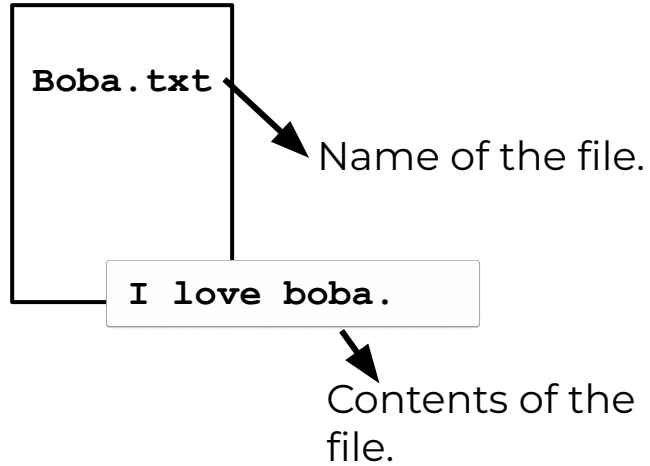 Boba.txt
Name of the file.
I love boba.
Contents of the
file.